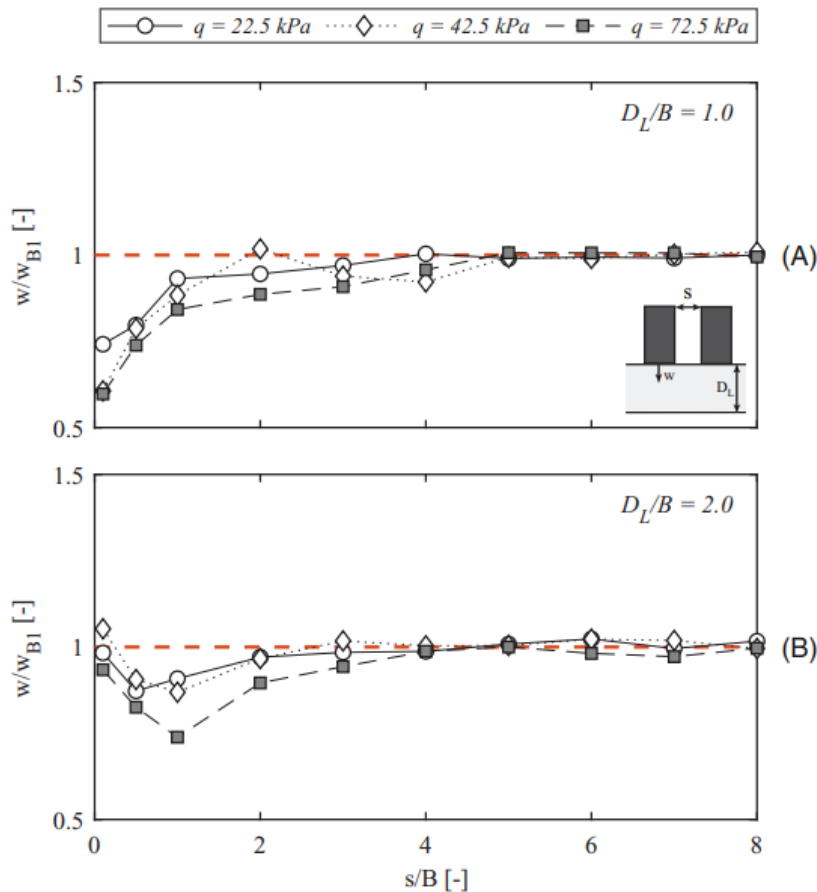 q = 22.5 kPa q = 42.5 kPa q = 72.5 kPa
1.5
D_L/B = 1.0
w/w_B1 [-]
1
(A)
s
w
D_L
0.5
1.5
D_L/B = 2.0
w/w_B1 [-]
1
(B)
0.5
0 2 4 6 8
s/B [-]